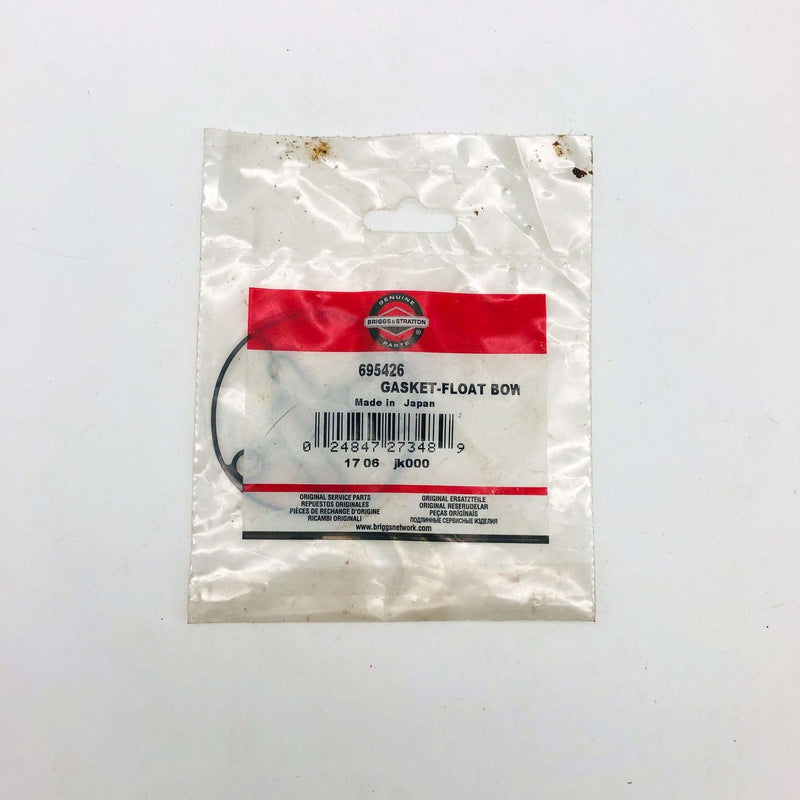 GENUINE
BRIGGS & STRATTON
®
PARTS
695426
GASKET-FLOAT BOW
Made in Japan
0 24847 27348 9
17 06 jk000
ORIGINAL SERVICE PARTS
REPUESTOS ORIGINALES
PIÈCES DE RECHANGE D'ORIGINE
RICAMBI ORIGINALI
ORIGINAL ERSATZTEILE
ORIGINAL RESERUDELAR
PEÇAS ORIGÍNAIS
ПОДЛИННЫЕ СЕРВИСНЫЕ ИЗДЕЛИЯ
www.briggsnetwork.com